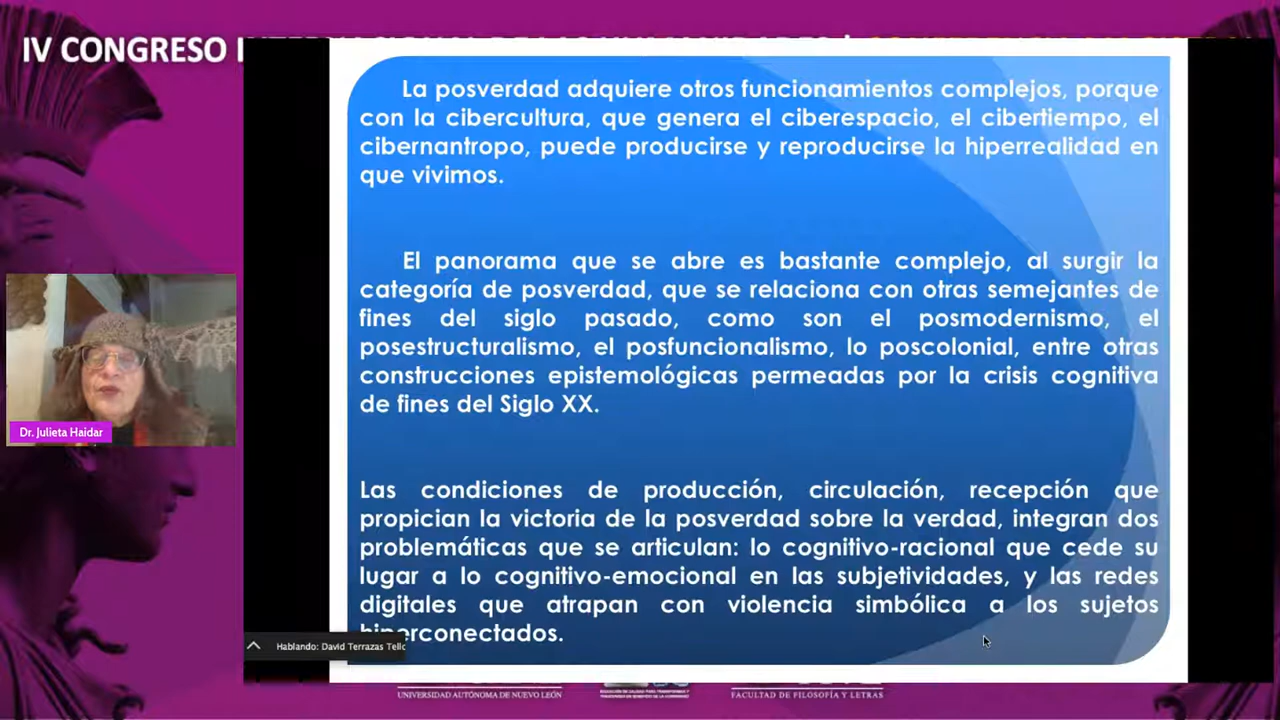 IV CONGRESO
La posverdad adquiere otros funcionamientos complejos, porque
con la cibercultura, que genera el ciberespacio, el cibertiempo, el
cibernantropo, puede producirse y reproducirse la hiperrealidad en
que vivimos.
El panorama que se abre es bastante complejo, al surgir la
categoría de posverdad, que se relaciona con otras semejantes de
fines del siglo pasado, como son el posmodernismo, el
posestructuralismo, el posfuncionalismo, lo poscolonial, entre otras
construcciones epistemológicas permeadas por la crisis cognitiva
de fines del Siglo XX.
Las condiciones de producción, circulación, recepción que
propician la victoria de la posverdad sobre la verdad, integran dos
problemáticas que se articulan: lo cognitivo-racional que cede su
lugar a lo cognitivo-emocional en las subjetividades, y las redes
digitales que atrapan con violencia simbólica a los sujetos
hiperconectados.
Dr. Julieta Haidar
Hablando: David Terrazas Tello
UNIVERSIDAD AUTÓNOMA DE NUEVO LEÓN
FACULTAD DE FILOSOFÍA Y LETRAS